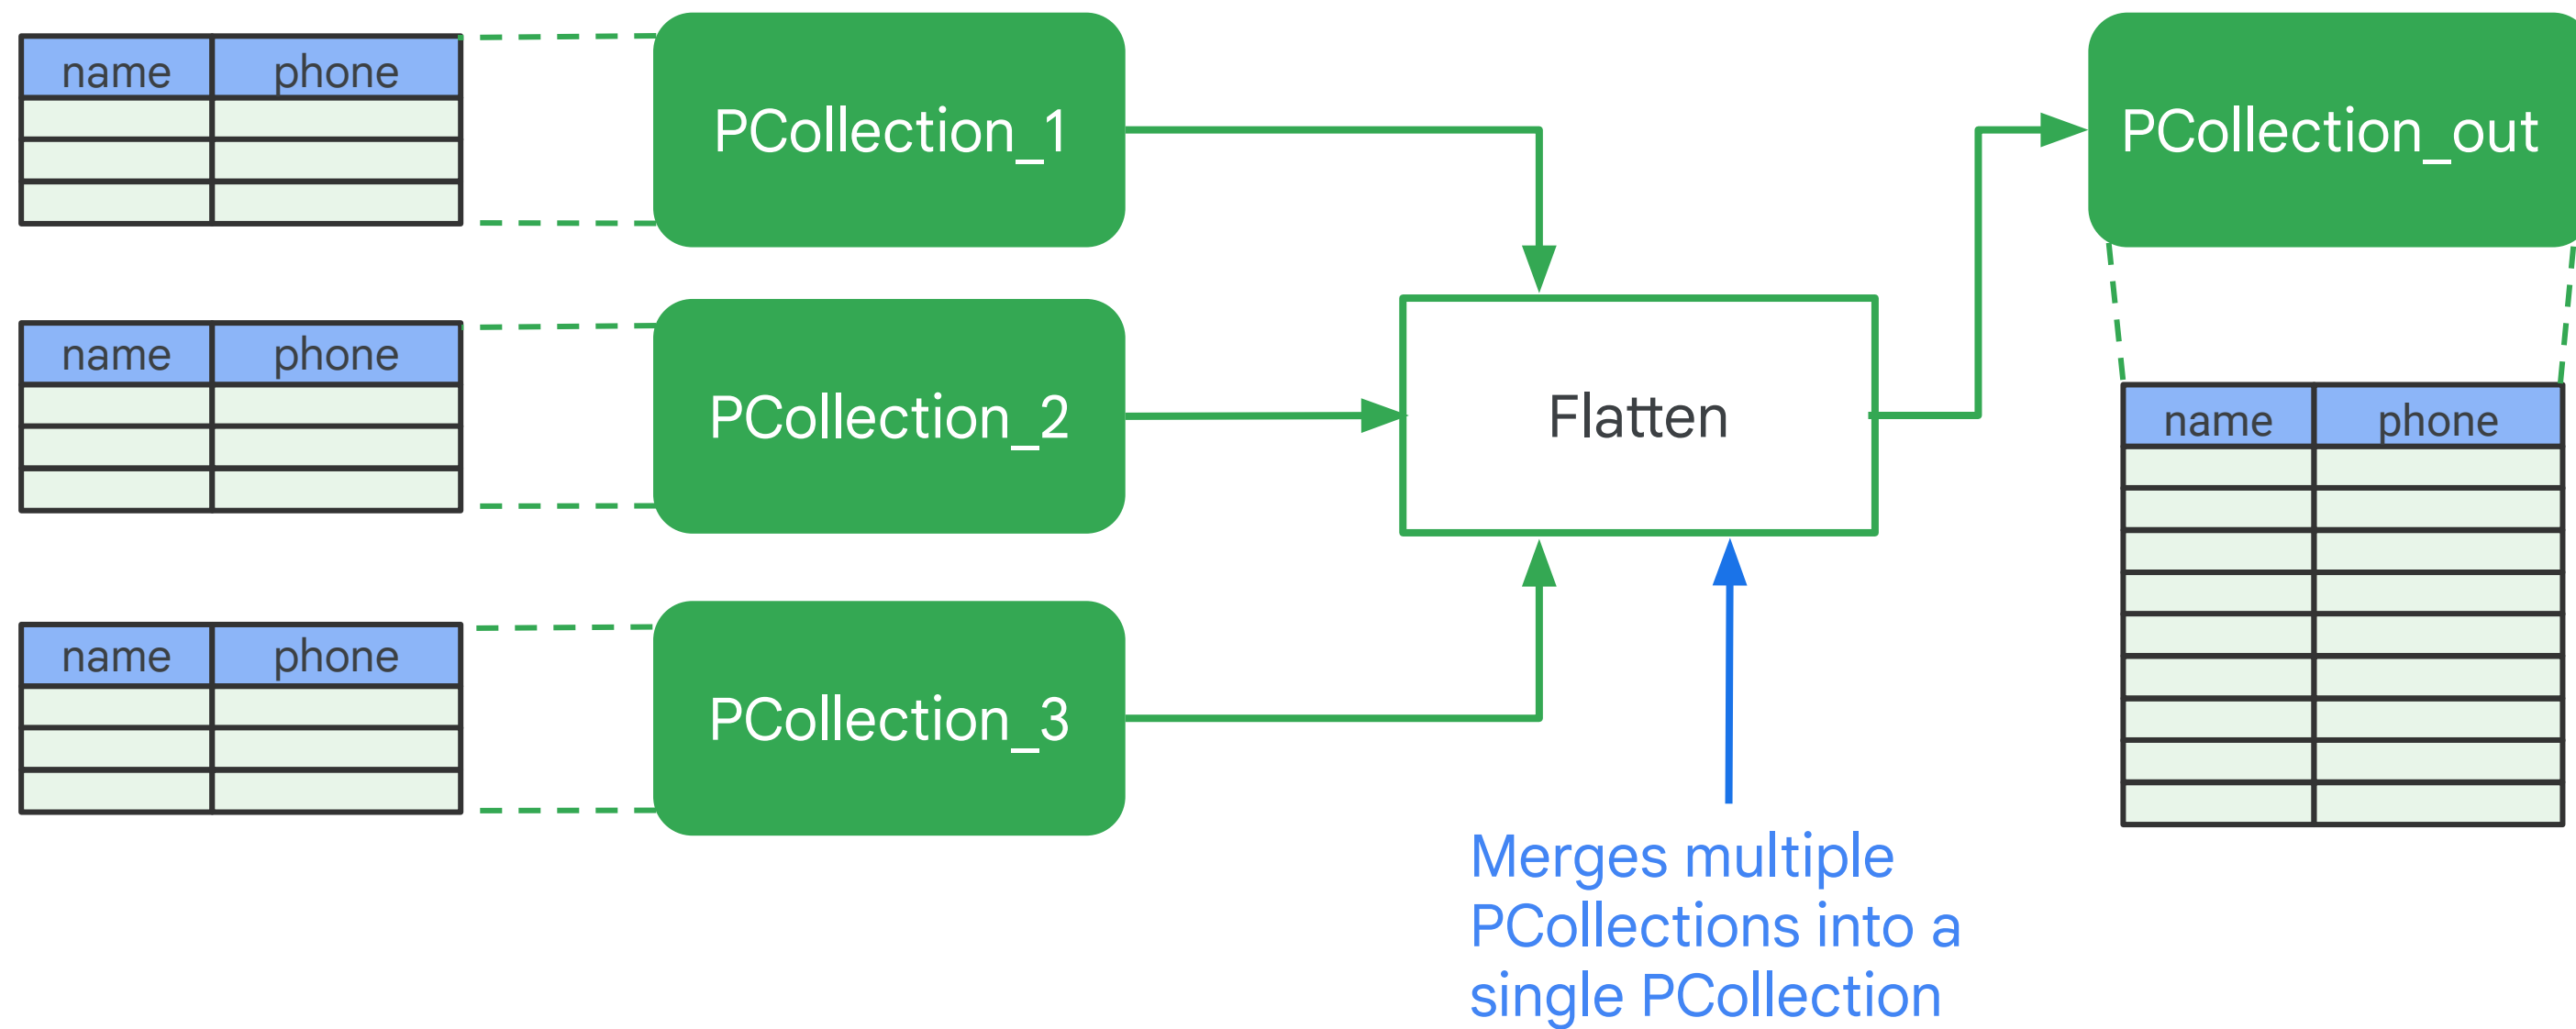 name phone
PCollection_1
PCollection_out
name phone
PCollection_2
Flatten
name phone
name phone
PCollection_3
Merges multiple
PCollections into a
single PCollection